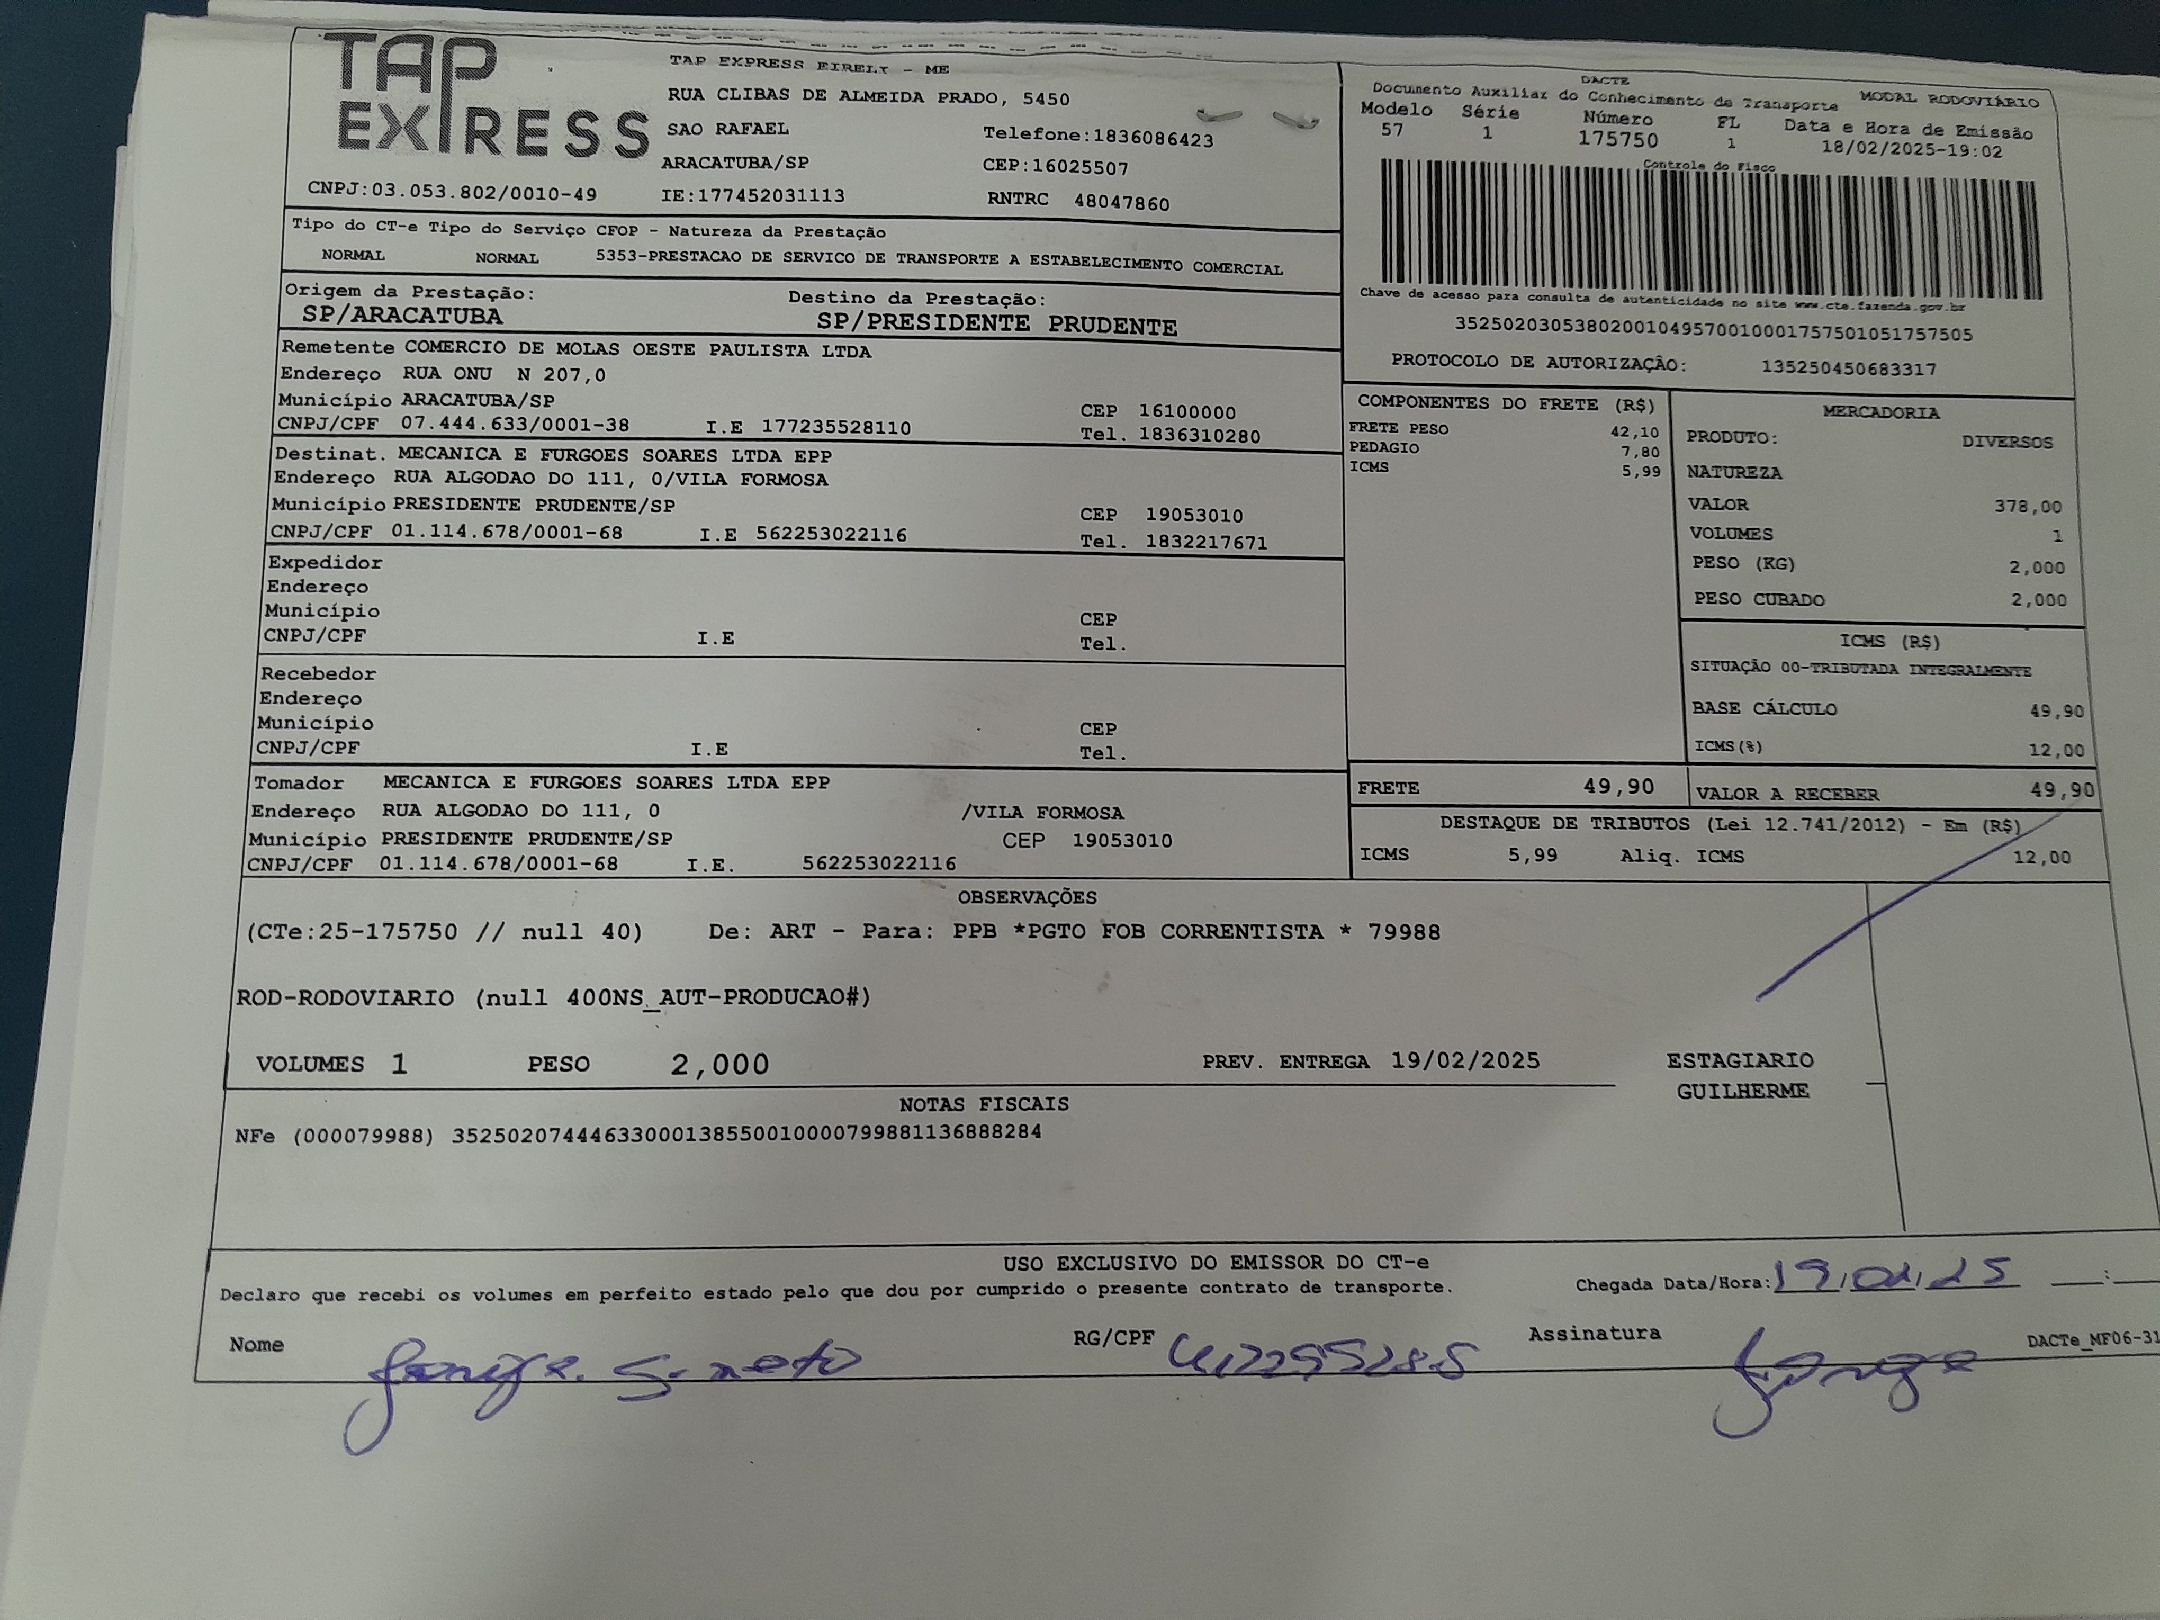 TAP EXPRESS
TAP EXPRESS EIRELI - ME
RUA CLIBAS DE ALMEIDA PRADO, 5450
SAO RAFAEL Telefone:1836086423
ARACATUBA/SP CEP:16025507
CNPJ:03.053.802/0010-49 IE:177452031113 RNTRC 48047860
DACTE
Documento Auxiliar do Conhecimento de Transporte MODAL RODOVIÁRIO
Modelo Série Número FL Data e Hora de Emissão
57 1 175750 1 18/02/2025-19:02
Controle do Fisco
Chave de acesso para consulta de autenticidade no site www.cte.fazenda.gov.br
35250203053802001049570010001757501051757505
PROTOCOLO DE AUTORIZAÇÃO: 135250450683317
Tipo do CT-e Tipo do Serviço CFOP - Natureza da Prestação
NORMAL NORMAL 5353-PRESTACAO DE SERVICO DE TRANSPORTE A ESTABELECIMENTO COMERCIAL
Origem da Prestação: Destino da Prestação:
SP/ARACATUBA SP/PRESIDENTE PRUDENTE
Remetente COMERCIO DE MOLAS OESTE PAULISTA LTDA
Endereço RUA ONU N 207,0
Município ARACATUBA/SP CEP 16100000
CNPJ/CPF 07.444.633/0001-38 I.E 177235528110 Tel. 1836310280
Destinat. MECANICA E FURGOES SOARES LTDA EPP
Endereço RUA ALGODAO DO 111, 0/VILA FORMOSA
Município PRESIDENTE PRUDENTE/SP CEP 19053010
CNPJ/CPF 01.114.678/0001-68 I.E 562253022116 Tel. 1832217671
Expedidor
Endereço
Município CEP
CNPJ/CPF I.E Tel.
Recebedor
Endereço
Município CEP
CNPJ/CPF I.E Tel.
Tomador MECANICA E FURGOES SOARES LTDA EPP
Endereço RUA ALGODAO DO 111, 0 /VILA FORMOSA
Município PRESIDENTE PRUDENTE/SP CEP 19053010
CNPJ/CPF 01.114.678/0001-68 I.E. 562253022116
COMPONENTES DO FRETE (R$)
FRETE PESO 42,10
PEDAGIO 7,80
ICMS 5,99
MERCADORIA
PRODUTO: DIVERSOS
NATUREZA
VALOR 378,00
VOLUMES 1
PESO (KG) 2,000
PESO CUBADO 2,000
ICMS (R$)
SITUAÇÃO 00-TRIBUTADA INTEGRALMENTE
BASE CÁLCULO 49,90
ICMS(%) 12,00
FRETE 49,90 VALOR A RECEBER 49,90
DESTAQUE DE TRIBUTOS (Lei 12.741/2012) - Em (R$)
ICMS 5,99 Aliq. ICMS 12,00
OBSERVAÇÕES
(CTe:25-175750 // null 40) De: ART - Para: PPB *PGTO FOB CORRENTISTA * 79988
ROD-RODOVIARIO (null 400NS_AUT-PRODUCAO#)
VOLUMES 1 PESO 2,000 PREV. ENTREGA 19/02/2025
ESTAGIARIO
GUILHERME
NOTAS FISCAIS
NFe (000079988) 35250207444633000138550010000799881136888284
USO EXCLUSIVO DO EMISSOR DO CT-e
Declaro que recebi os volumes em perfeito estado pelo que dou por cumprido o presente contrato de transporte. Chegada Data/Hora: 19/02/25 __:__
Nome RG/CPF Assinatura DACTe_MF06-31